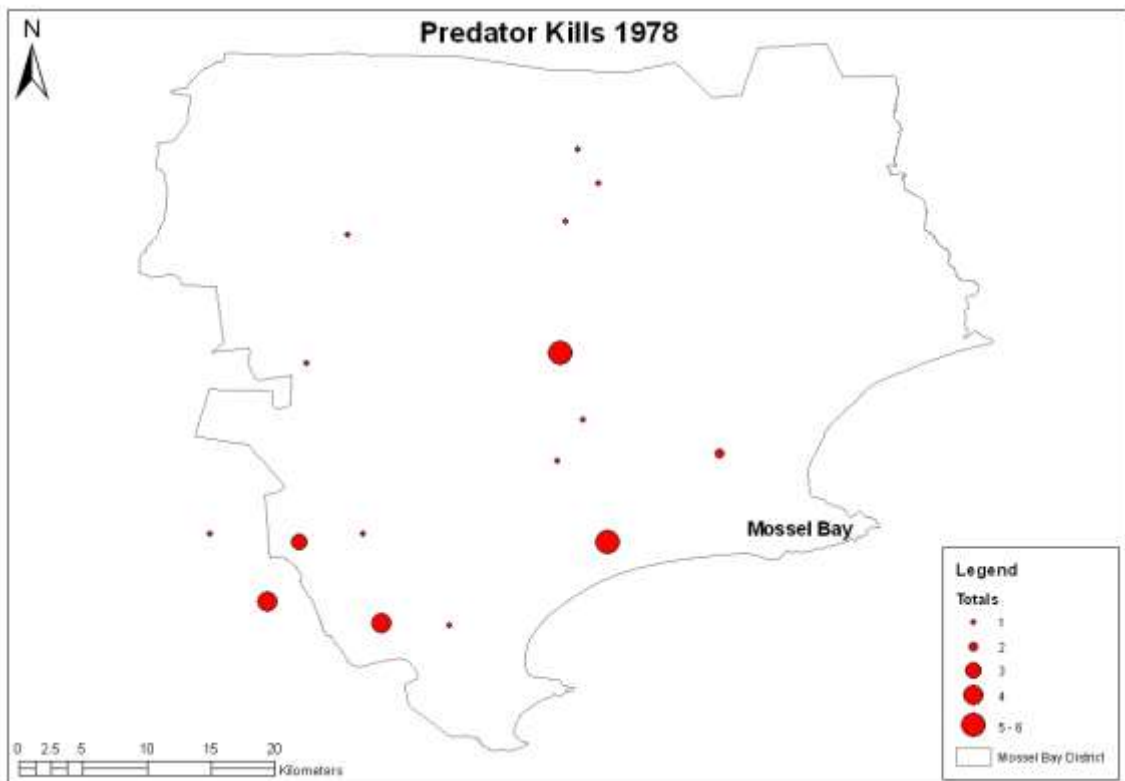 Predator Kills 1978
N
Mossel Bay
Legend
Totals
1
2
3
4
5 - 6
Mossel Bay District
0 2.5 5 10 15 20
Kilometers